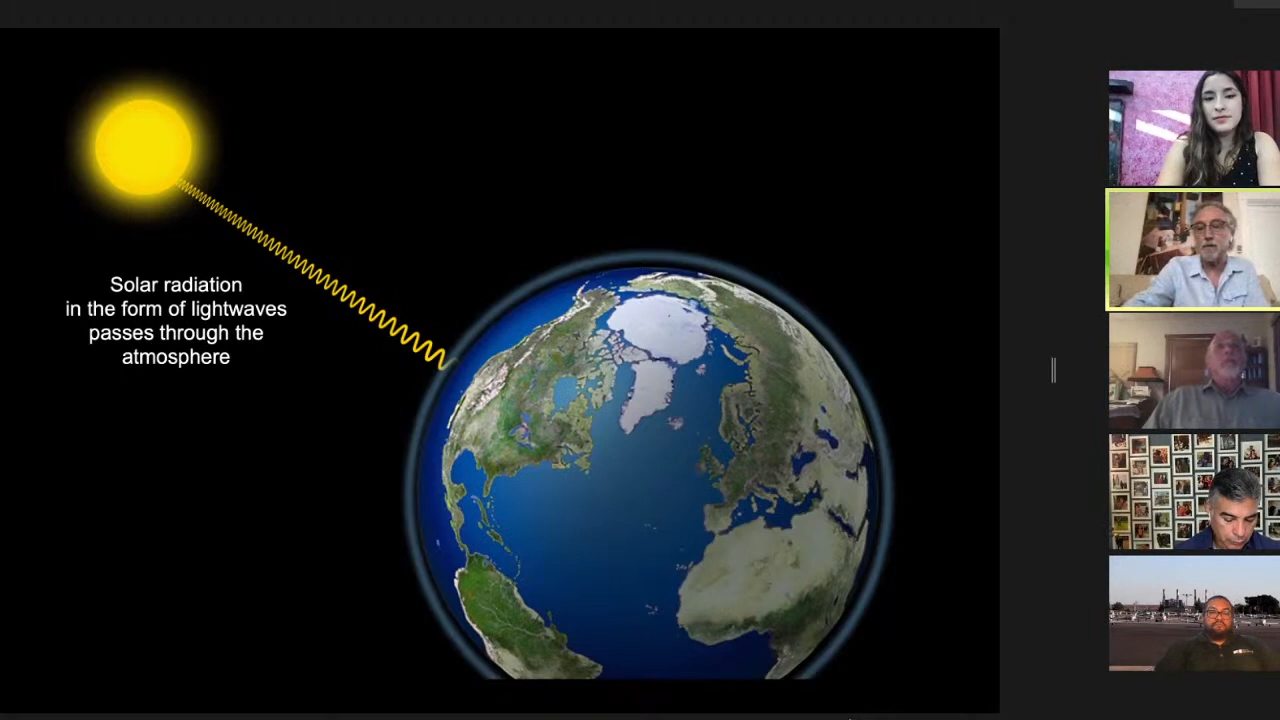 Solar radiation
in the form of lightwaves
passes through the
atmosphere